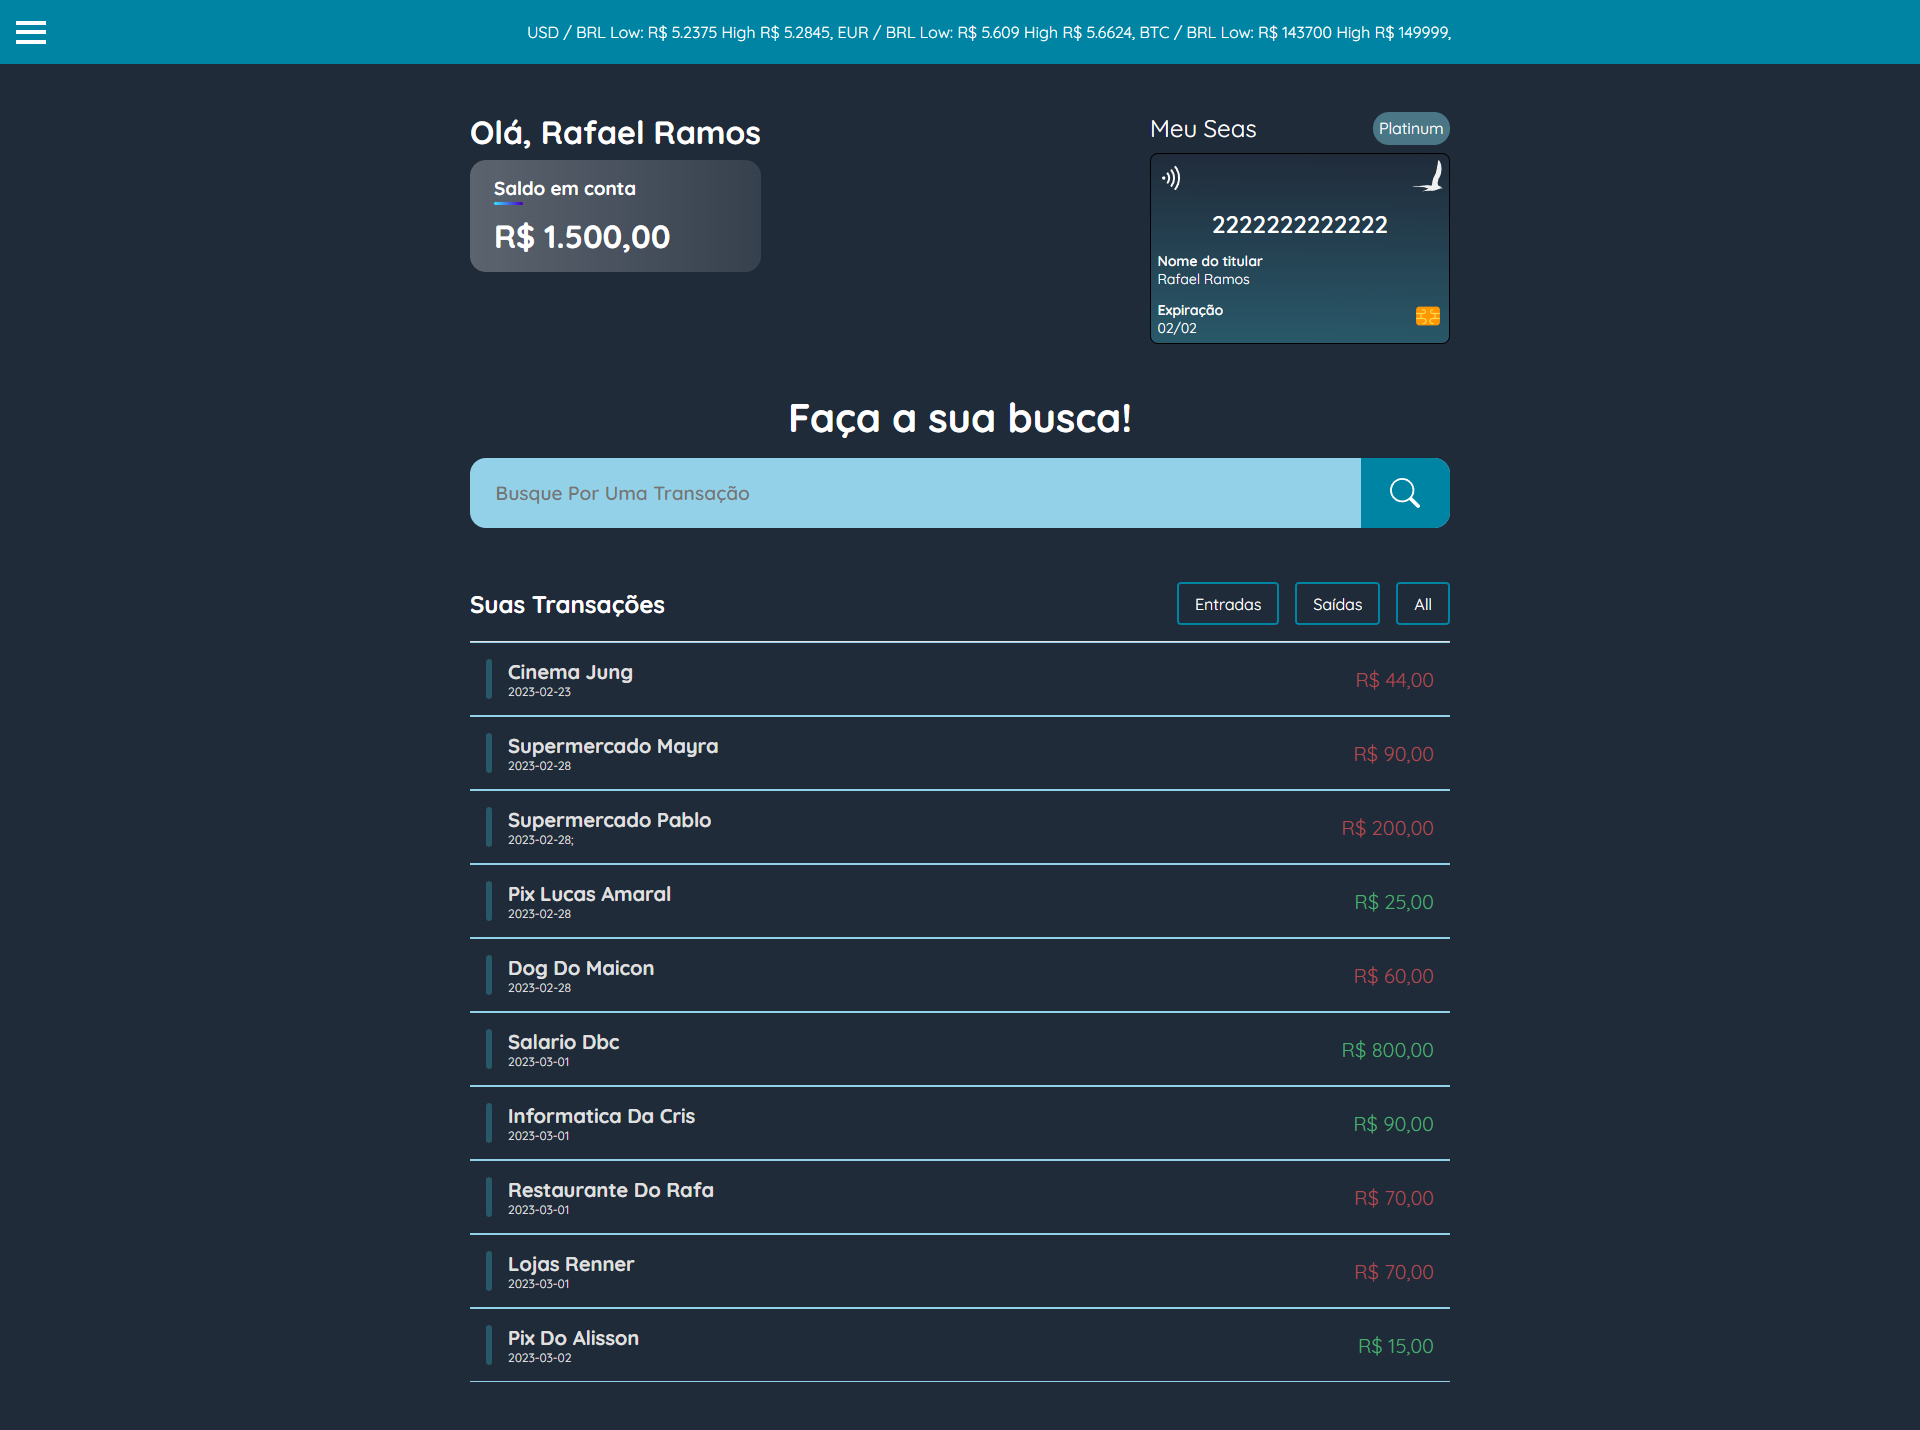 USD / BRL Low: R$ 5.2375 High R$ 5.2845, EUR / BRL Low: R$ 5.609 High R$ 5.6624, BTC / BRL Low: R$ 143700 High R$ 149999,
Olá, Rafael Ramos
Saldo em conta
R$ 1.500,00
Meu Seas
Platinum
2222222222222
Nome do titular
Rafael Ramos
Expiração
02/02
Faça a sua busca!
Busque Por Uma Transação
Suas Transações
Entradas
Saídas
All
Cinema Jung
2023-02-23
R$ 44,00
Supermercado Mayra
2023-02-28
R$ 90,00
Supermercado Pablo
2023-02-28;
R$ 200,00
Pix Lucas Amaral
2023-02-28
R$ 25,00
Dog Do Maicon
2023-02-28
R$ 60,00
Salario Dbc
2023-03-01
R$ 800,00
Informatica Da Cris
2023-03-01
R$ 90,00
Restaurante Do Rafa
2023-03-01
R$ 70,00
Lojas Renner
2023-03-01
R$ 70,00
Pix Do Alisson
2023-03-02
R$ 15,00